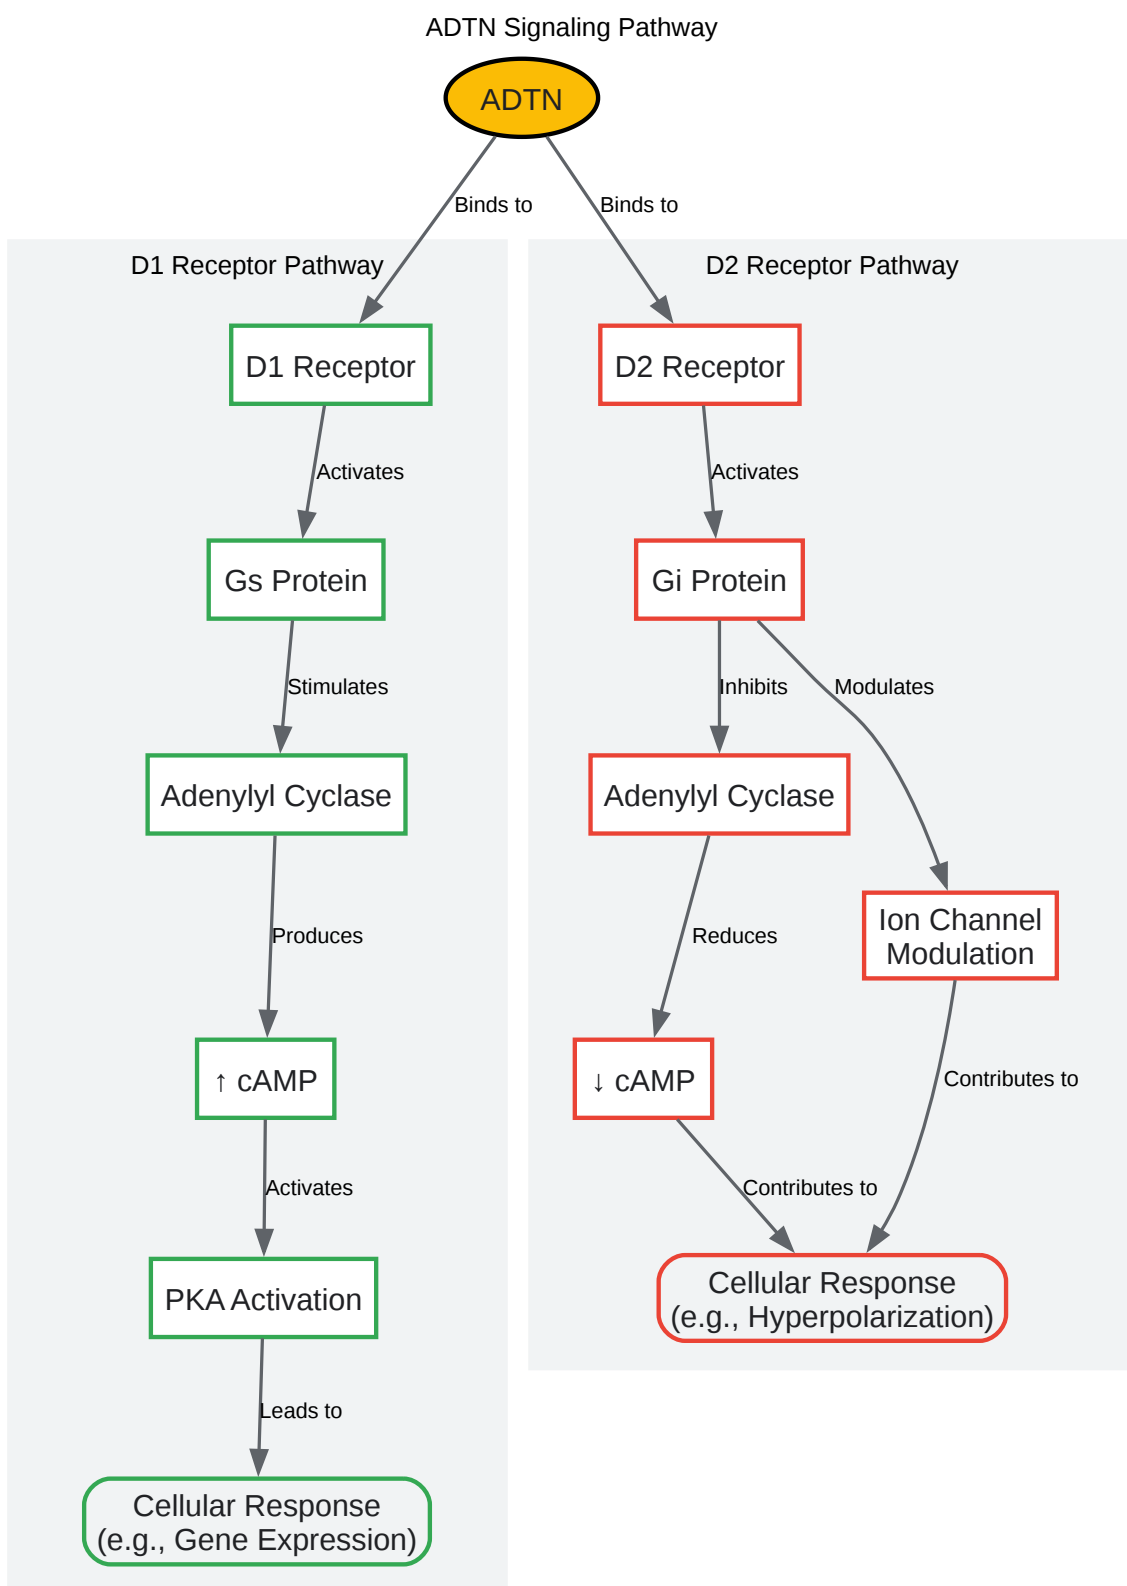 ADTN Signaling Pathway
ADTN
Binds to
Binds to
D1 Receptor Pathway
D1 Receptor
Activates
Gs Protein
Stimulates
Adenylyl Cyclase
Produces
↑ cAMP
Activates
PKA Activation
Leads to
Cellular Response
(e.g., Gene Expression)
D2 Receptor Pathway
D2 Receptor
Activates
Gi Protein
Inhibits
Modulates
Adenylyl Cyclase
Ion Channel
Modulation
Reduces
↓ cAMP
Contributes to
Contributes to
Cellular Response
(e.g., Hyperpolarization)